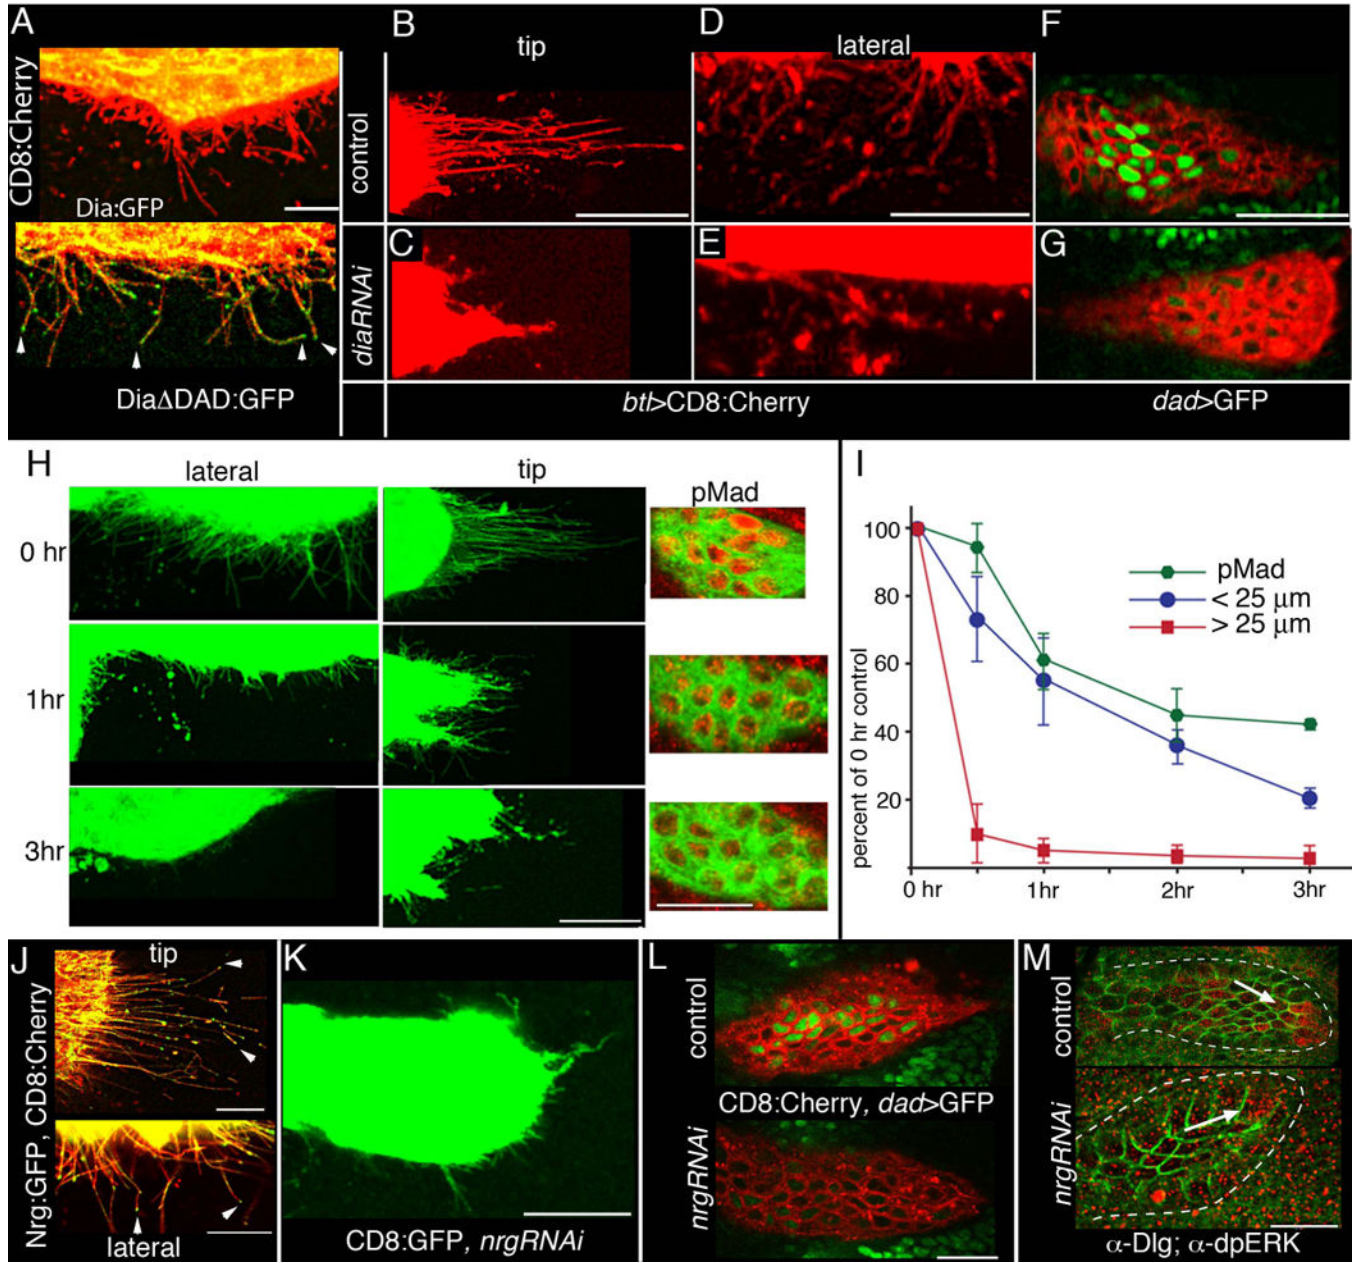 A
B
D
F
tip
lateral
CD8:Cherry
control
Dia:GFP
C
E
G
diaRNAi
DiaΔDAD:GFP
btl>CD8:Cherry
dad>GFP
H
lateral
tip
pMad
0 hr
1hr
3hr
I
percent of 0 hr control
100
80
60
40
20
pMad
< 25 μm
> 25 μm
0 hr
1hr
2hr
3hr
J
tip
Nrg:GFP, CD8:Cherry
lateral
K
CD8:GFP, nrgRNAi
L
control
CD8:Cherry, dad>GFP
nrgRNAi
M
control
nrgRNAi
α-Dlg; α-dpERK